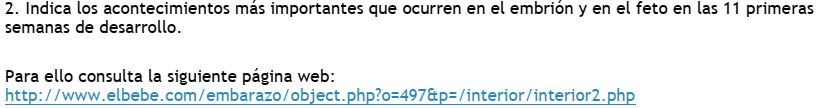 2. Indica los acontecimientos más importantes que ocurren en el embrión y en el feto en las 11 primeras
semanas de desarrollo.
Para ello consulta la siguiente página web:
http://www.elbebe.com/embarazo/object.php?o=497&p=/interior/interior2.php